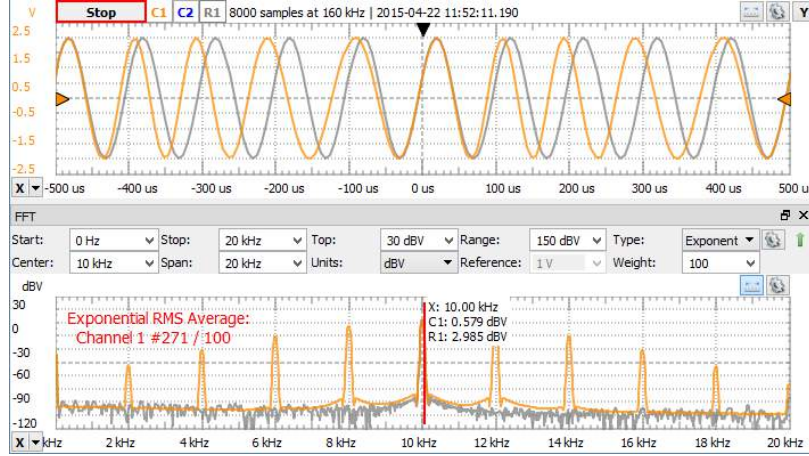 V Stop C1 C2 R1 8000 samples at 160 kHz | 2015-04-22 11:52:11.190 Y
2.5
1.5
0.5
-0.5
-1.5
-2.5
X -500 us -400 us -300 us -200 us -100 us 0 us 100 us 200 us 300 us 400 us 500 u
FFT
Start: 0 Hz Stop: 20 kHz Top: 30 dBV Range: 150 dBV Type: Exponent
Center: 10 kHz Span: 20 kHz Units: dBV Reference: 1 V Weight: 100
dBV
30
0
-30
-60
-90
-120
Exponential RMS Average:
Channel 1 #271 / 100
X: 10.00 kHz
C1: 0.579 dBV
R1: 2.985 dBV
X kHz 2 kHz 4 kHz 6 kHz 8 kHz 10 kHz 12 kHz 14 kHz 16 kHz 18 kHz 20 kHz